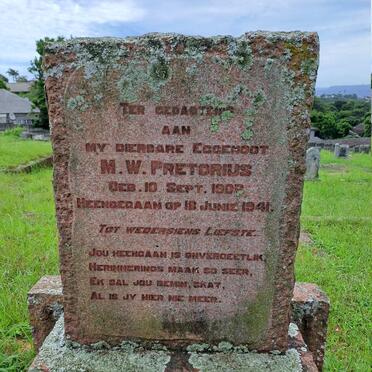 TER GEDAGTENIS
AAN
MY DIERBARE EGGENOOT
M. W. PRETORIUS
GEB. 10 SEPT. 1902
HEENGEGAAN OP 18 JUNIE 1941.
TOT WEDERSIENS LIEFSTE.
JOU HEENGAAN IS ONVERGEETLIK,
HERINNERINGS MAAK SO SEER,
EK SAL JOU BEMIN, SKAT,
AL IS JY HIER NIE MEER.